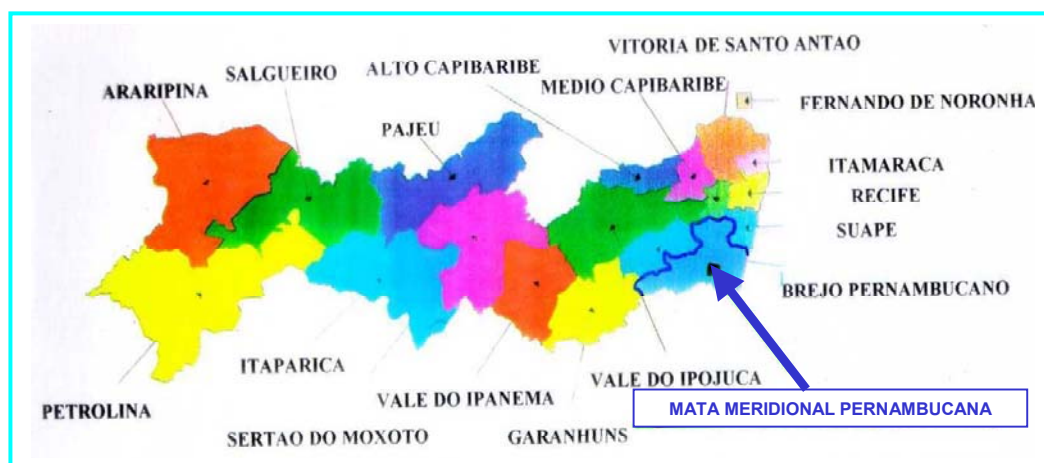 VITORIA DE SANTO ANTAO
ALTO CAPIBARIBE
SALGUEIRO
MEDIO CAPIBARIBE
ARARIPINA
FERNANDO DE NORONHA
PAJEU
ITAMARACA
RECIFE
SUAPE
BREJO PERNAMBUCANO
ITAPARICA
VALE DO IPOJUCA
VALE DO IPANEMA
PETROLINA
MATA MERIDIONAL PERNAMBUCANA
SERTAO DO MOXOTO
GARANHUNS